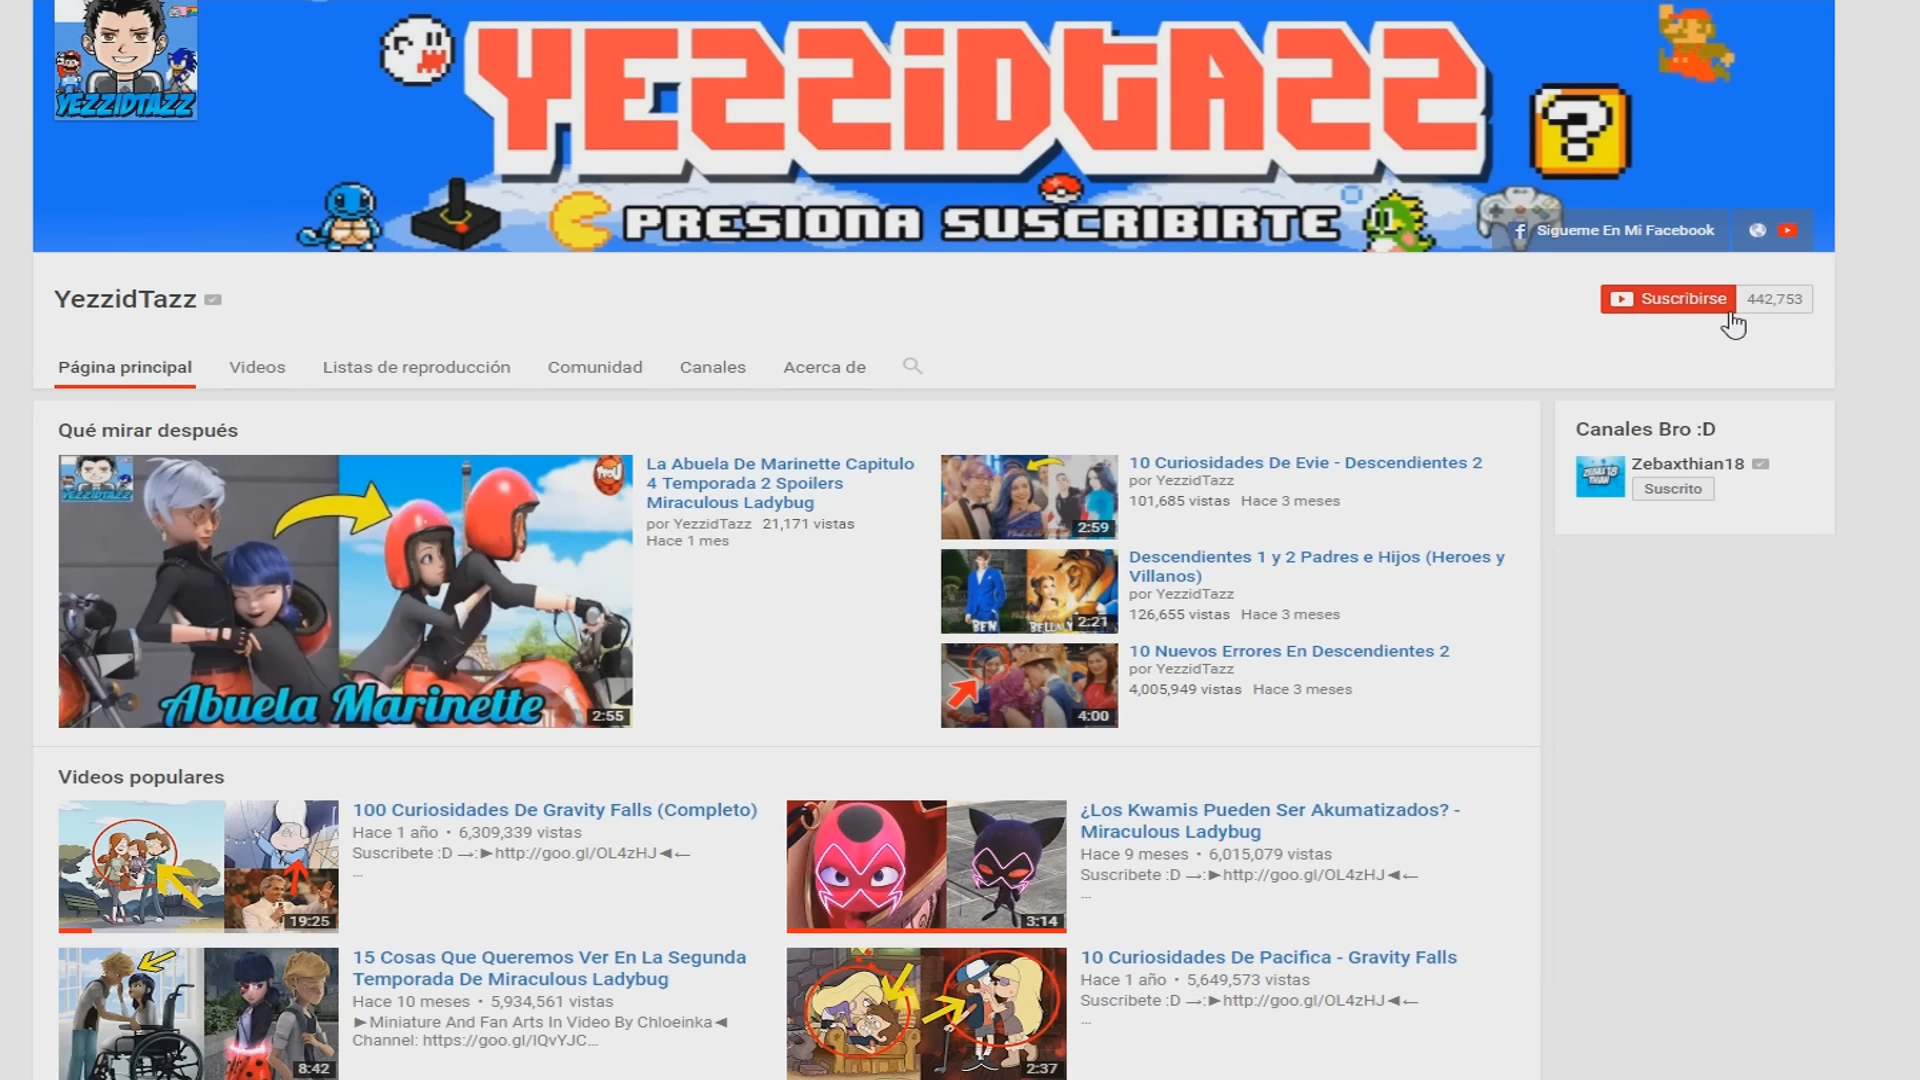 YEZZIDTAZZ
YEZZIDTAZZ
PRESIONA SUSCRIBIRTE
Sigueme En Mi Facebook
YezzidTazz
Suscribirse
442,753
Página principal
Videos
Listas de reproducción
Comunidad
Canales
Acerca de
Qué mirar después
La Abuela De Marinette Capitulo
4 Temporada 2 Spoilers
Miraculous Ladybug
por YezzidTazz 21,171 vistas
Hace 1 mes
Abuela Marinette
2:55
10 Curiosidades De Evie - Descendientes 2
por YezzidTazz
101,685 vistas Hace 3 meses
2:59
Descendientes 1 y 2 Padres e Hijos (Heroes y
Villanos)
por YezzidTazz
126,655 vistas Hace 3 meses
BEN
2:21
10 Nuevos Errores En Descendientes 2
por YezzidTazz
4,005,949 vistas Hace 3 meses
4:00
Canales Bro :D
Zebaxthian18
Suscrito
Videos populares
100 Curiosidades De Gravity Falls (Completo)
Hace 1 año • 6,309,339 vistas
Suscribete :D —:►http://goo.gl/OL4zHJ◄←
...
19:25
¿Los Kwamis Pueden Ser Akumatizados? -
Miraculous Ladybug
Hace 9 meses • 6,015,079 vistas
Suscribete :D →:►http://goo.gl/OL4zHJ◄←
...
3:14
15 Cosas Que Queremos Ver En La Segunda
Temporada De Miraculous Ladybug
Hace 10 meses • 5,934,561 vistas
►Miniature And Fan Arts In Video By Chloeinka◄
Channel: https://goo.gl/IQvYJC...
8:42
10 Curiosidades De Pacifica - Gravity Falls
Hace 1 año • 5,649,573 vistas
Suscribete :D →:►http://goo.gl/OL4zHJ◄←
...
2:37